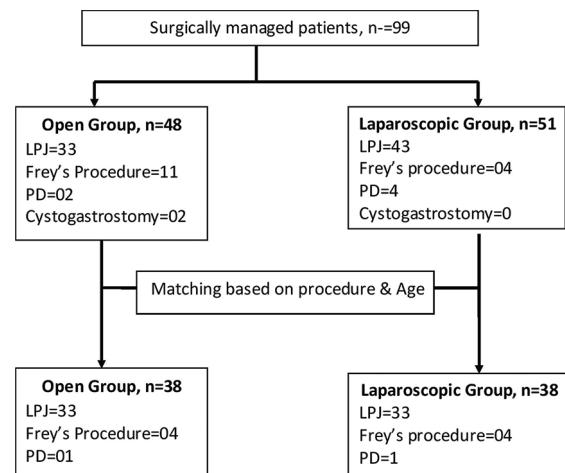 Surgically managed patients, n-=99
Open Group, n=48
LPJ=33
Frey's Procedure=11
PD=02
Cystogastrostomy=02
Laparoscopic Group, n=51
LPJ=43
Frey's procedure=04
PD=4
Cystogastrostomy=0
Matching based on procedure & Age
Open Group, n=38
LPJ=33
Frey's Procedure=04
PD=01
Laparoscopic Group, n=38
LPJ=33
Frey's procedure=04
PD=1